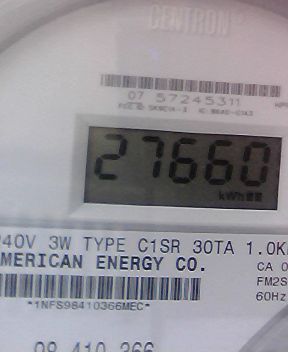 CENTRON®
07 57245311
27660
kWh
240V 3W TYPE C1SR 30TA 1.0K
AMERICAN ENERGY CO. CA 0
FM2S
60Hz
*1NFS98410366MEC*
98 410 366